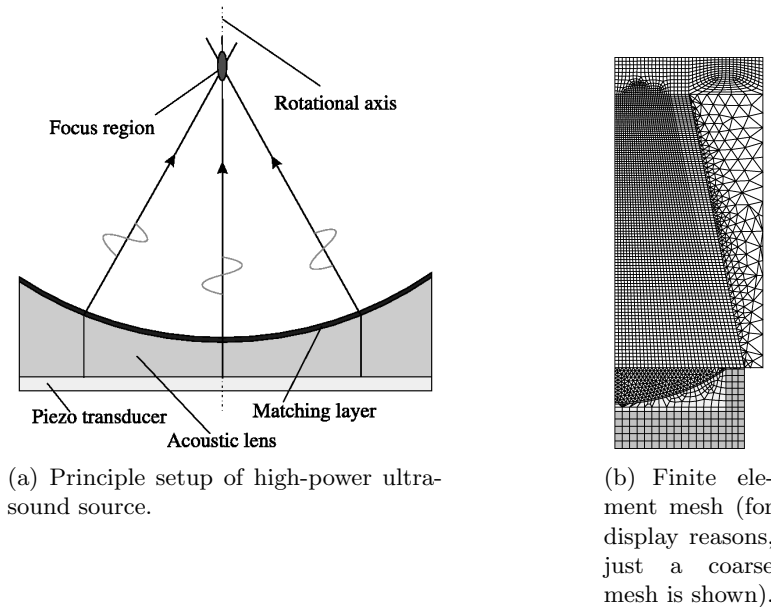 Rotational axis
Focus region
Piezo transducer
Matching layer
Acoustic lens
(a) Principle setup of high-power ultra-
sound source.
(b) Finite ele-
ment mesh (for
display reasons,
just a coarse
mesh is shown).